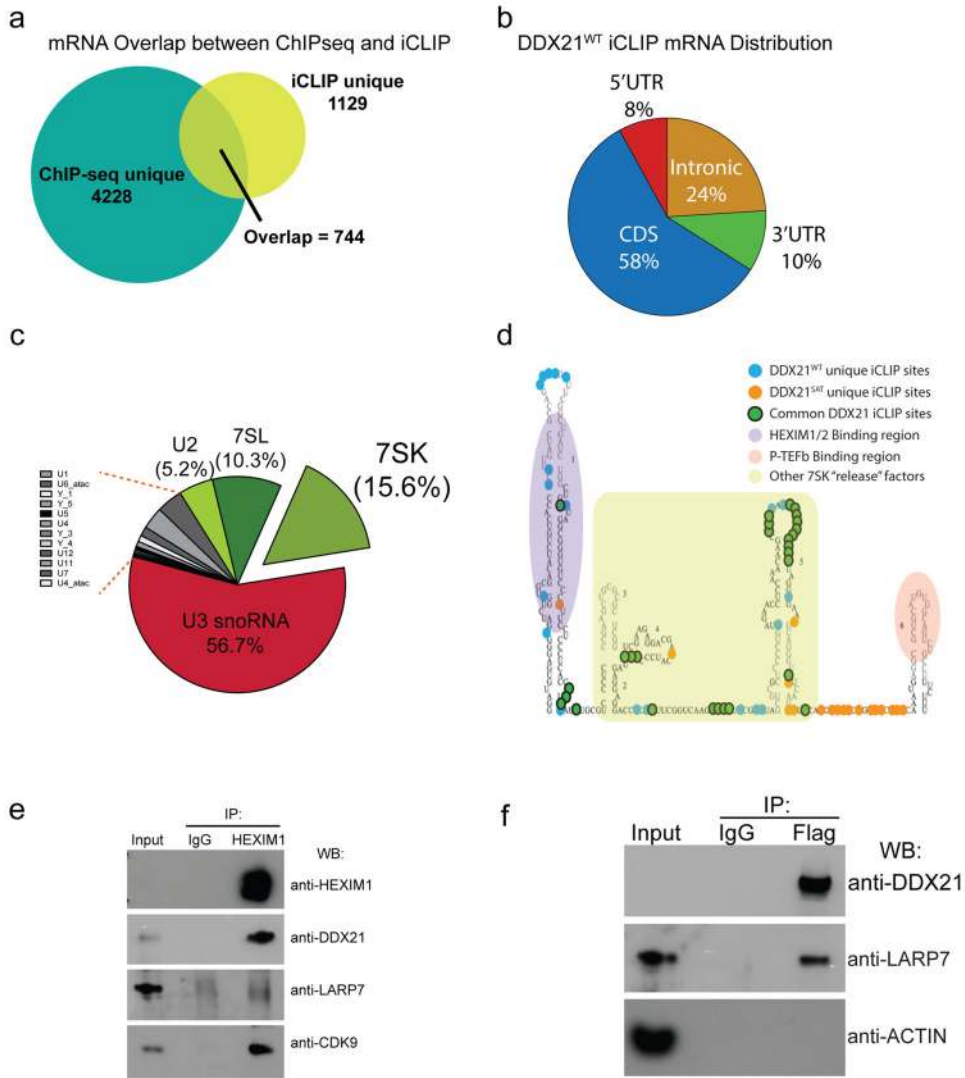 a
mRNA Overlap between ChIPseq and iCLIP
iCLIP unique
1129
ChIP-seq unique
4228
Overlap = 744
b
DDX21WT iCLIP mRNA Distribution
5'UTR
8%
Intronic
24%
CDS
58%
3'UTR
10%
c
U2
(5.2%)
7SL
(10.3%)
7SK
(15.6%)
U1
U6_atac
Y_1
Y_5
U5
U4
Y_3
Y_4
U12
U11
U7
U4_atac
U3 snoRNA
56.7%
d
DDX21WT unique iCLIP sites
DDX21SAT unique iCLIP sites
Common DDX21 iCLIP sites
HEXIM1/2 Binding region
P-TEFb Binding region
Other 7SK "release" factors
e
IP:
Input IgG HEXIM1
WB:
anti-HEXIM1
anti-DDX21
anti-LARP7
anti-CDK9
f
IP:
Input IgG Flag
WB:
anti-DDX21
anti-LARP7
anti-ACTIN